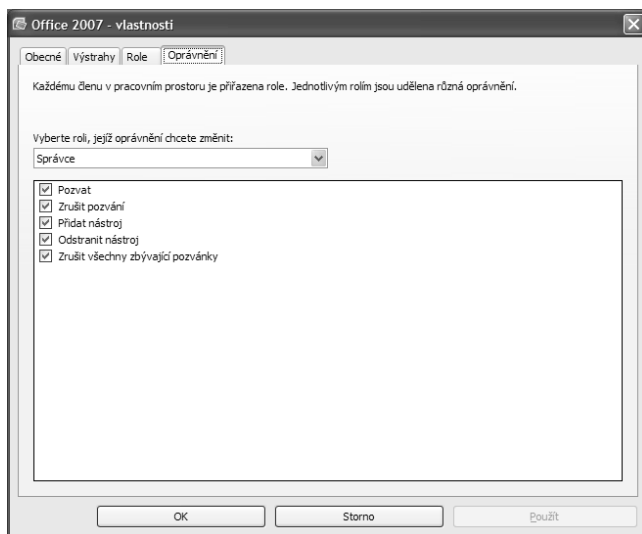 Office 2007 - vlastnosti
Obecné Výstrahy Role Oprávnění
Každému členu v pracovním prostoru je přiřazena role. Jednotlivým rolím jsou udělena různá oprávnění.
Vyberte roli, jejíž oprávnění chcete změnit:
Správce
Pozvat
Zrušit pozvání
Přidat nástroj
Odstranit nástroj
Zrušit všechny zbývající pozvánky
OK Storno Použít